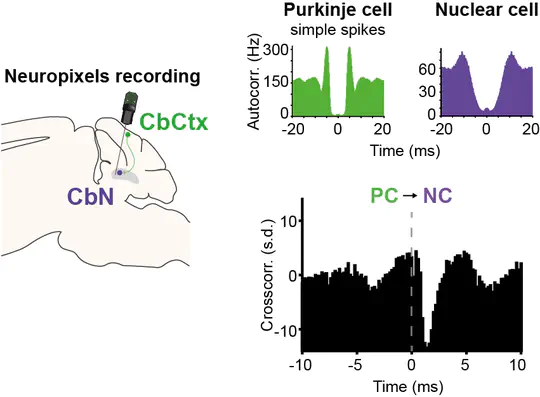 Neuropixels recording
CbCtx
CbN
Purkinje cell
simple spikes
Autocorr. (Hz)
300
150
0
-20 0 20
Nuclear cell
60
30
0
-20 0 20
Time (ms)
PC → NC
Crosscorr. (s.d.)
10
0
-10
-10 -5 0 5 10
Time (ms)